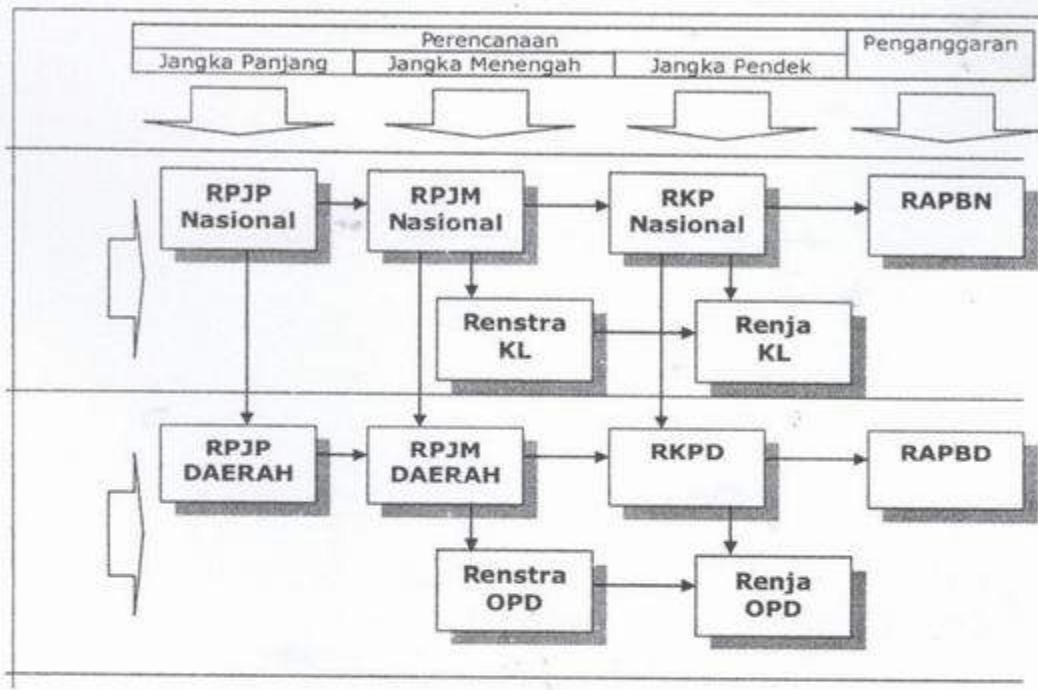 Perencanaan
Penganggaran
Jangka Panjang
Jangka Menengah
Jangka Pendek
RPJP
Nasional
RPJM
Nasional
RKP
Nasional
RAPBN
Renstra
KL
Renja
KL
RPJP
DAERAH
RPJM
DAERAH
RKPD
RAPBD
Renstra
OPD
Renja
OPD